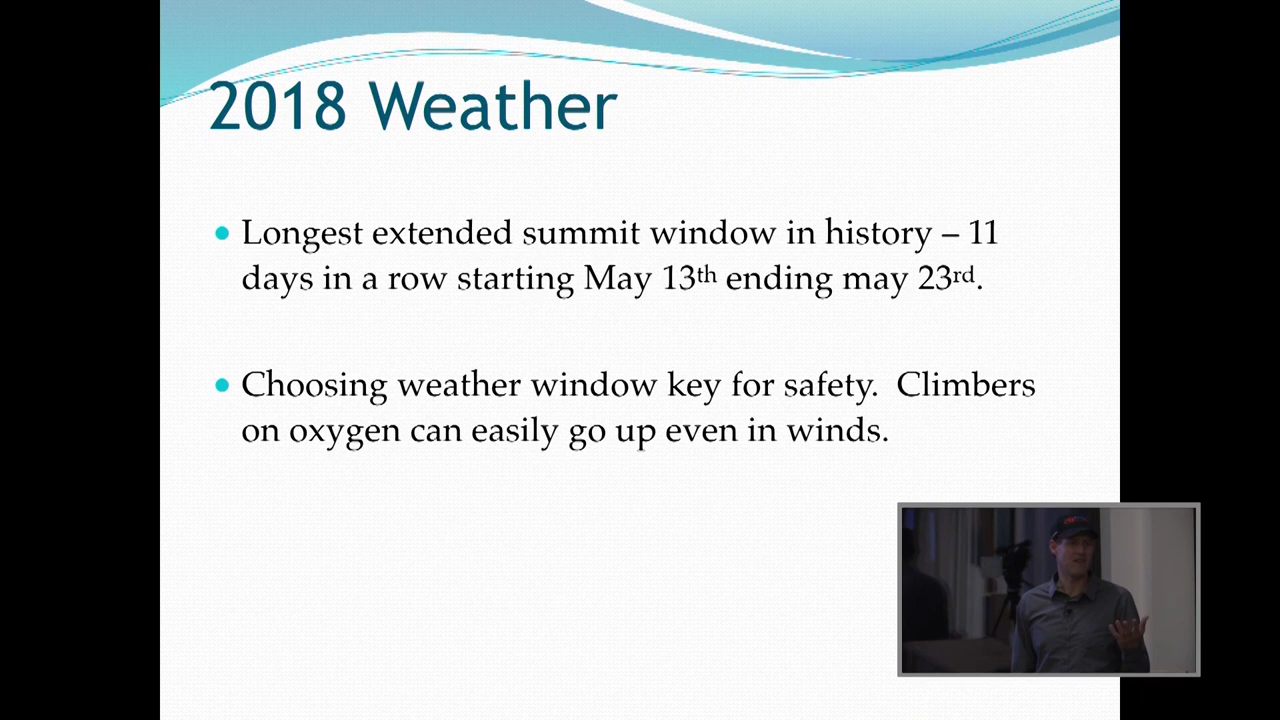 2018 Weather
Longest extended summit window in history – 11
days in a row starting May 13th ending may 23rd.
Choosing weather window key for safety.  Climbers
on oxygen can easily go up even in winds.